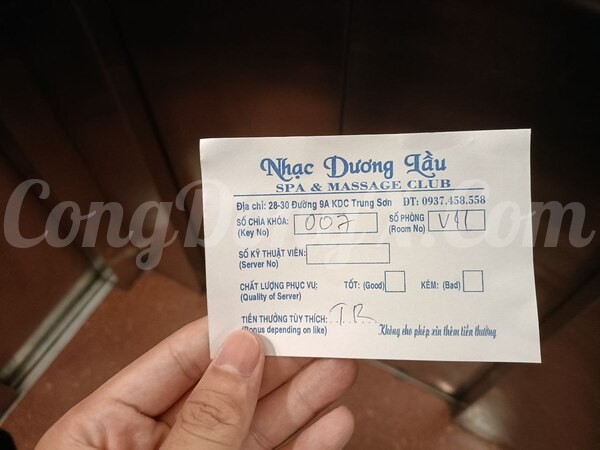 Nhạc Dương Lầu
SPA & MASSAGE CLUB
Địa chỉ: 28-30 Đường 9A KDC Trung Sơn ĐT: 0937.458.558
SỐ CHÌA KHÓA: 007 SỐ PHÒNG
(Key No) (Room No)
SỐ KỸ THUẬT VIÊN:
(Server No)
CHẤT LƯỢNG PHỤC VỤ: TỐT: (Good) KÉM: (Bad)
(Quality of Server)
TIỀN THƯỞNG TÙY THÍCH:
(Bonus depending on like) Không cho phép xin thêm tiền thưởng